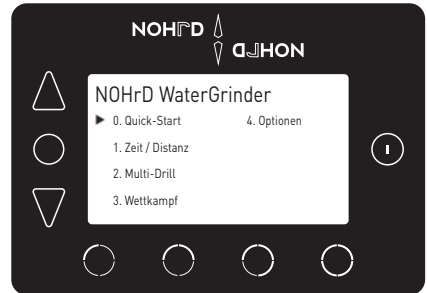 NOHrD
NOHrD
NOHrD WaterGrinder
0. Quick-Start
4. Optionen
1. Zeit / Distanz
2. Multi-Drill
3. Wettkampf